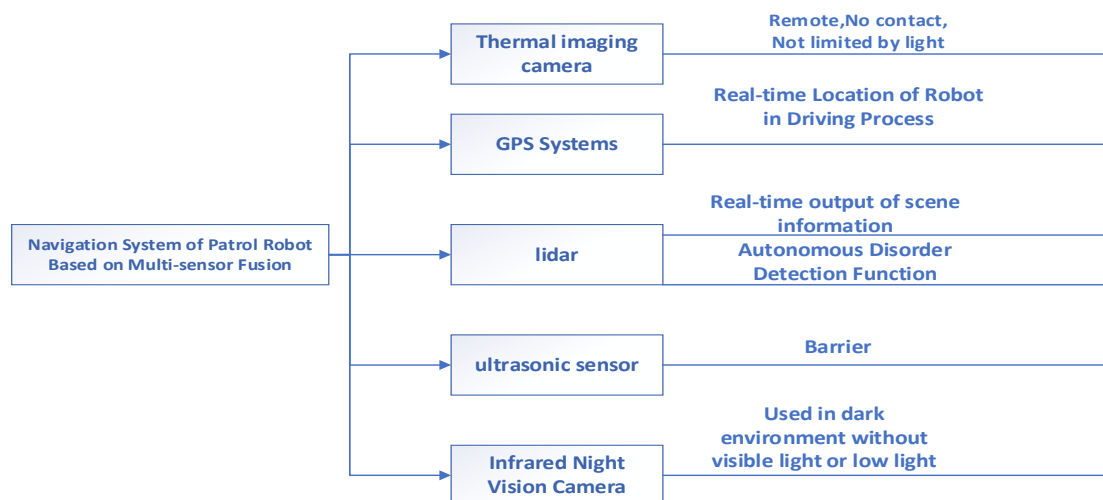 Remote,No contact,
Not limited by light
Thermal imaging
camera
Real-time Location of Robot
in Driving Process
GPS Systems
Real-time output of scene
information
Navigation System of Patrol Robot
Based on Multi-sensor Fusion
lidar
Autonomous Disorder
Detection Function
Barrier
ultrasonic sensor
Used in dark
environment without
visible light or low light
Infrared Night
Vision Camera